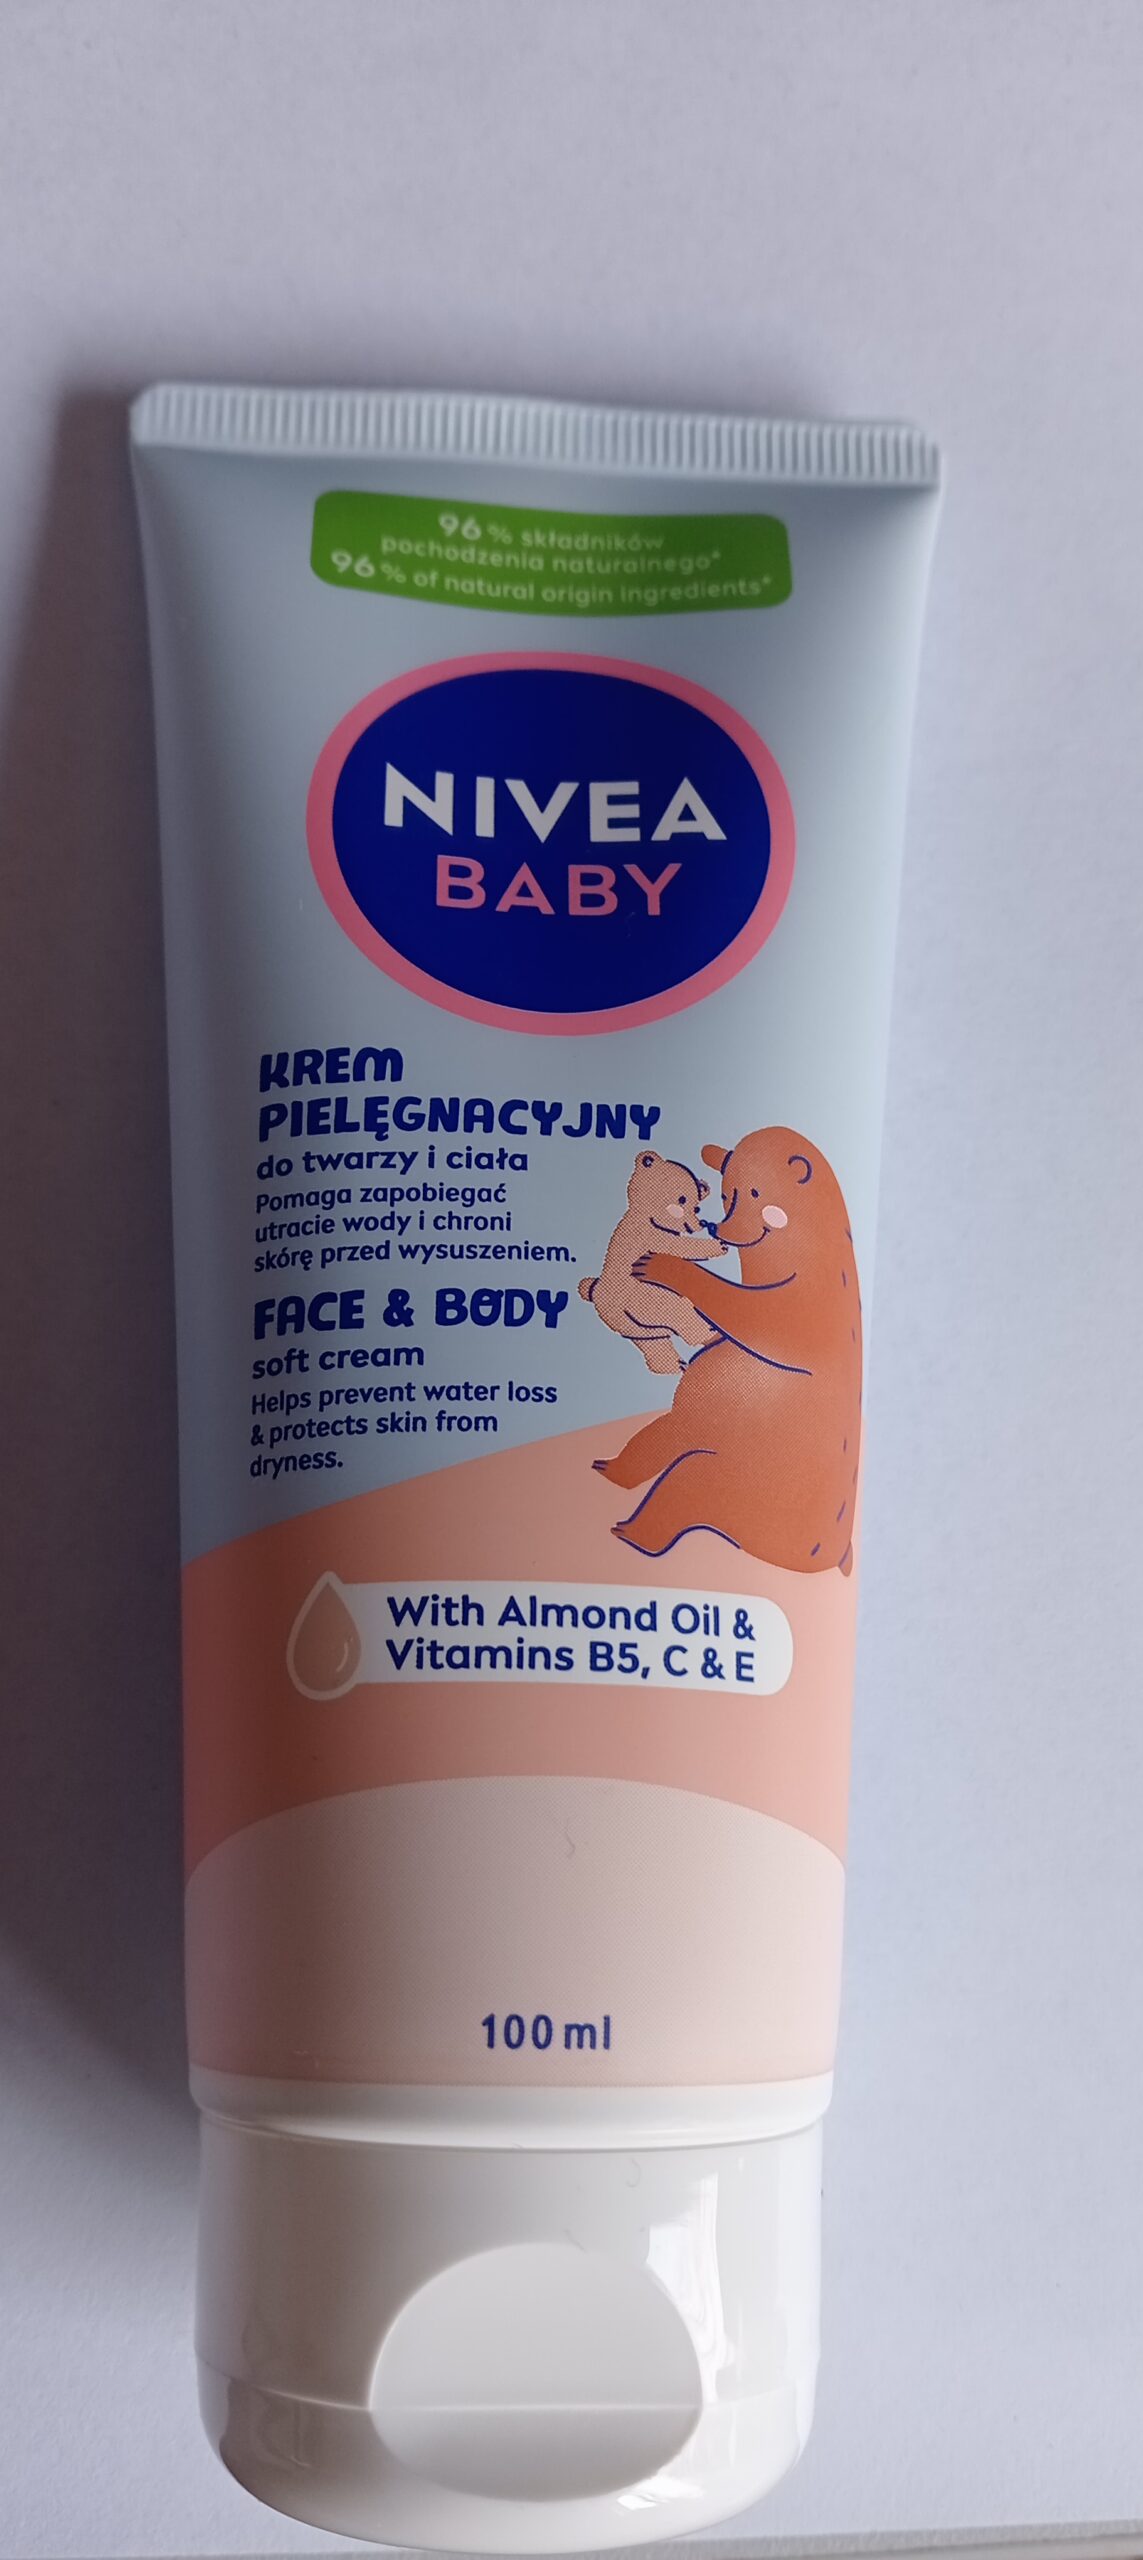 96% składników
pochodzenia naturalnego*
96% of natural origin ingredients*
NIVEA
BABY
KREM
PIELĘGNACYJNY
do twarzy i ciała
Pomaga zapobiegać
utracie wody i chroni
skórę przed wysuszeniem.
FACE & BODY
soft cream
Helps prevent water loss
& protects skin from
dryness.
With Almond Oil &
Vitamins B5, C & E
100 ml